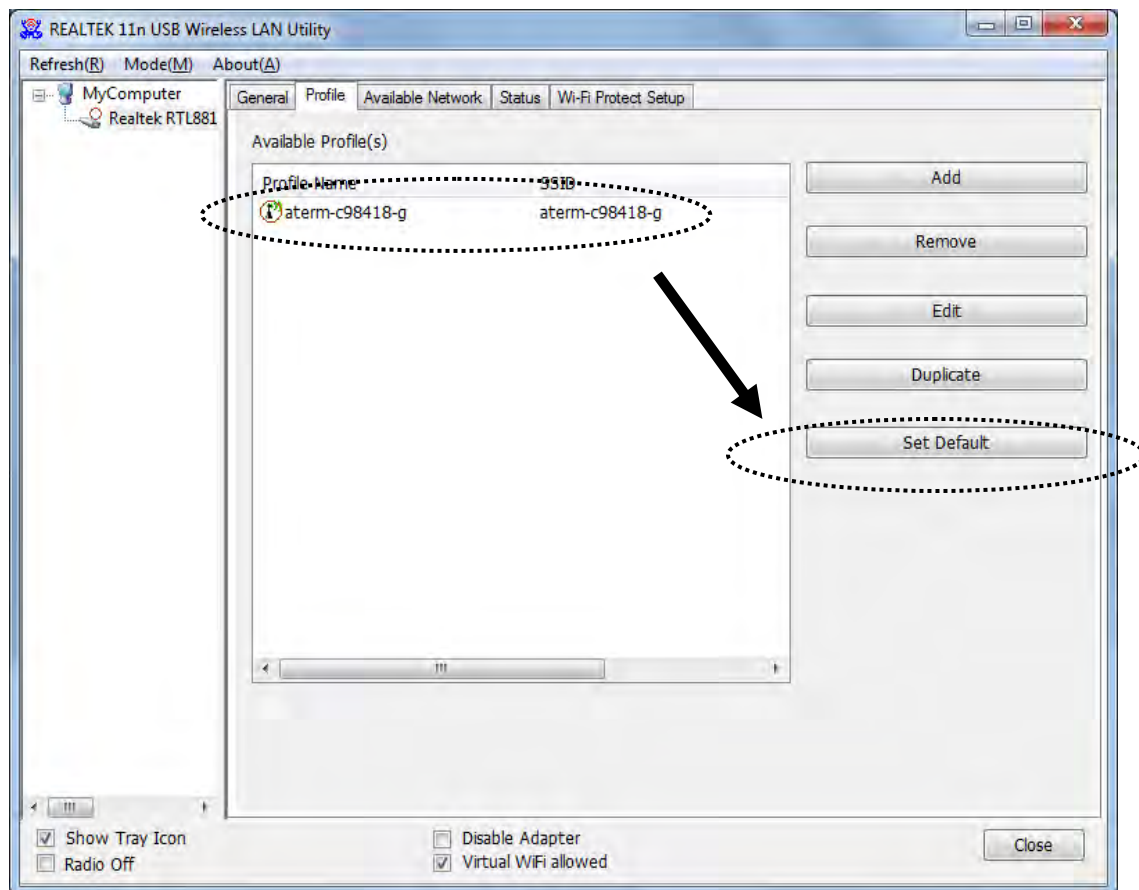 REALTEK 11n USB Wireless LAN Utility
Refresh(R) Mode(M) About(A)
MyComputer
Realtek RTL881
General Profile Available Network Status Wi-Fi Protect Setup
Available Profile(s)
Profile Name SSID
aterm-c98418-g aterm-c98418-g
Add
Remove
Edit
Duplicate
Set Default
Show Tray Icon
Radio Off
Disable Adapter
Virtual WiFi allowed
Close